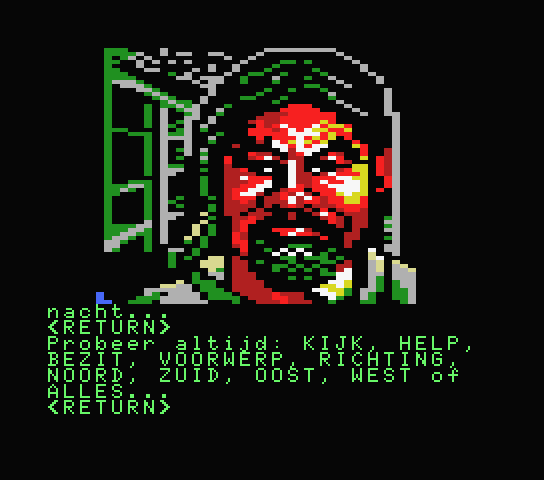 nacht...
<RETURN>
Probeer altijd: KIJK, HELP,
BEZIT, VOORWERP, RICHTING,
NOORD, ZUID, OOST, WEST of
ALLES...
<RETURN>